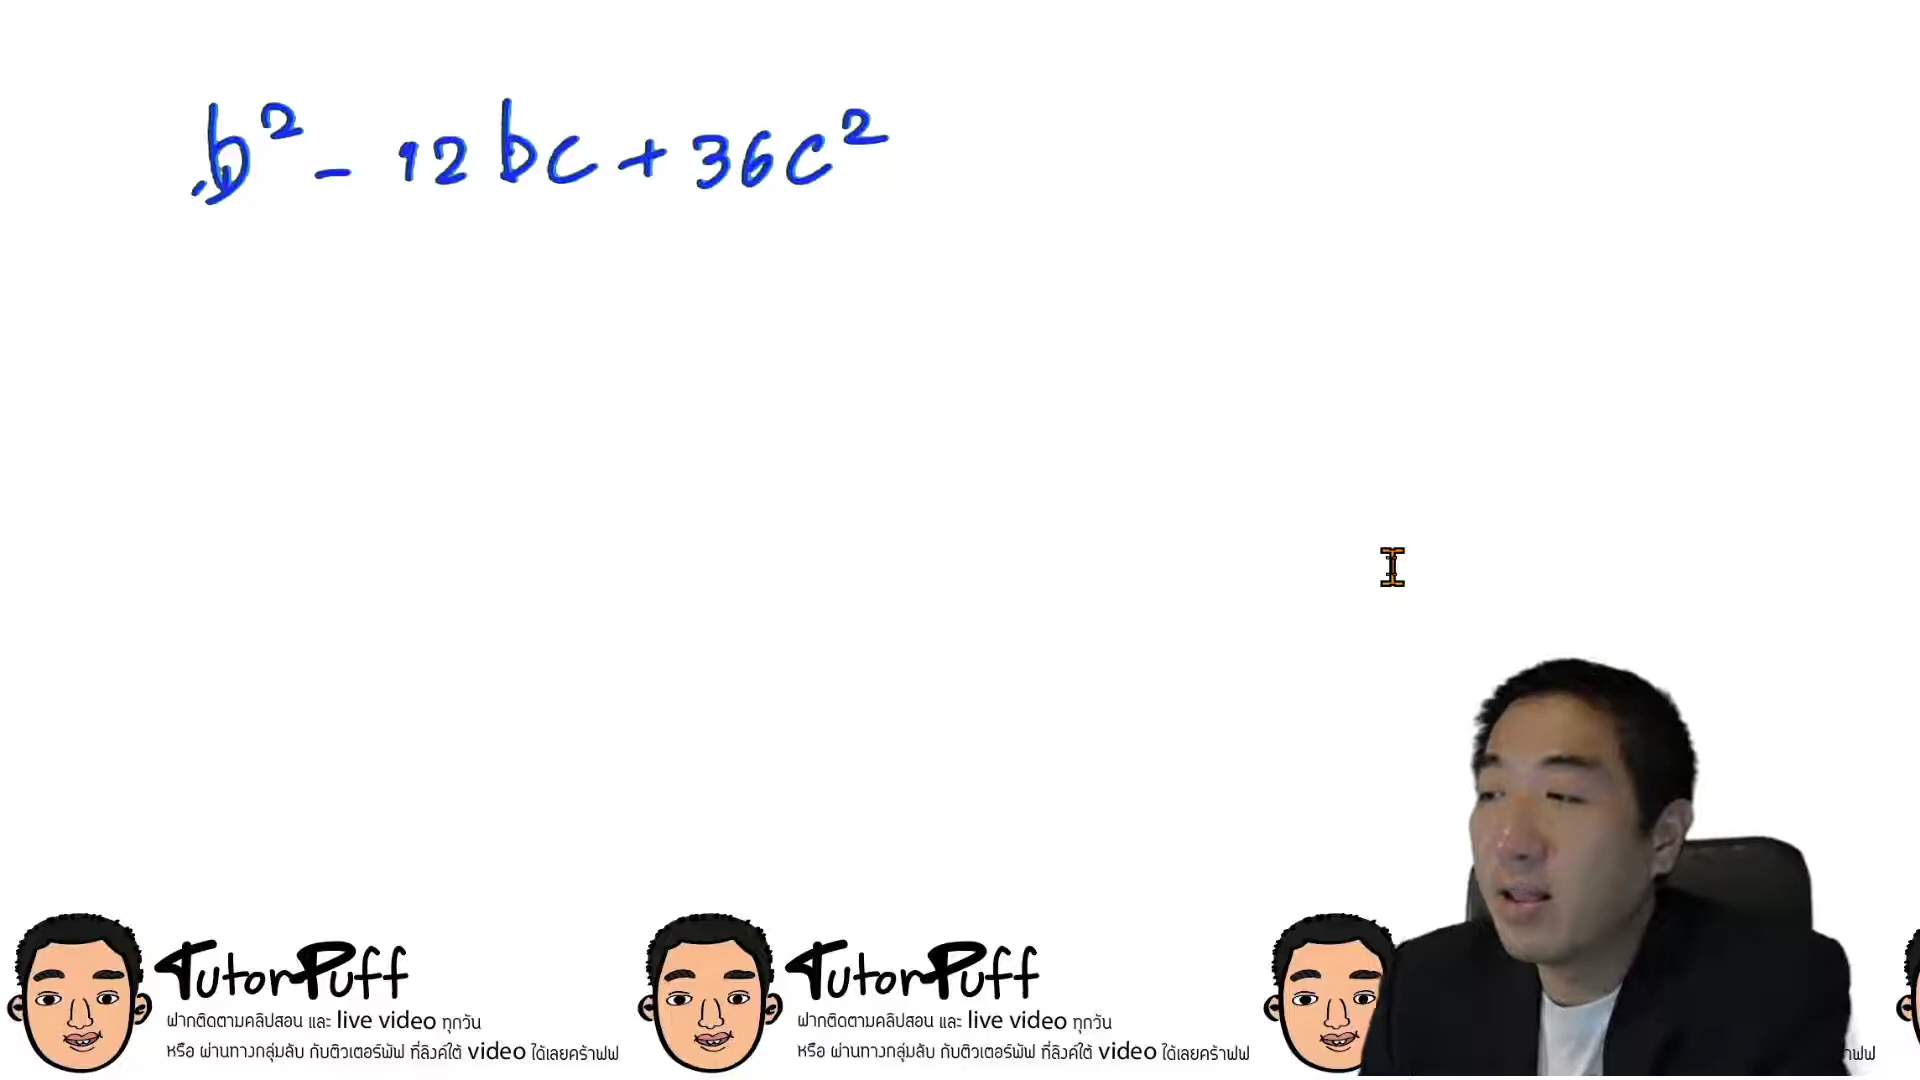 b² - 12bc + 36c²
TutorPuff
ฝากติดตามคลิปสอน และ live video ทุกวัน
หรือ ผ่านทางกลุ่มลับ กับติวเตอร์พัฟ ที่ลิงค์ใต้ video ได้เลยคร้าฟฟ
TutorPuff
ฝากติดตามคลิปสอน และ live video ทุกวัน
หรือ ผ่านทางกลุ่มลับ กับติวเตอร์พัฟ ที่ลิงค์ใต้ video ได้เลยคร้าฟฟ